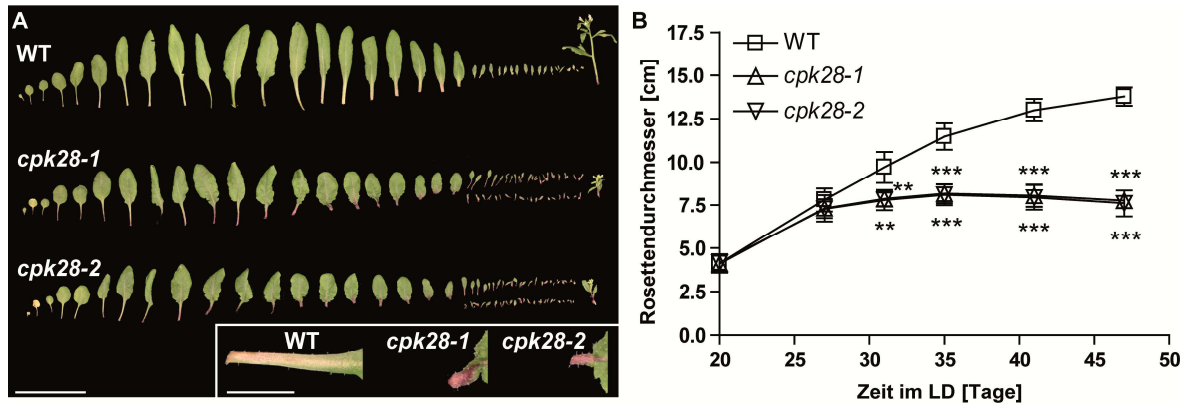 A
WT
cpk28-1
cpk28-2
WT cpk28-1 cpk28-2
B
WT
cpk28-1
cpk28-2
Rosettendurchmesser [cm]
17.5
15.0
12.5
10.0
7.5
5.0
2.5
0.0
** *** *** ***
** *** *** ***
20 25 30 35 40 45 50
Zeit im LD [Tage]